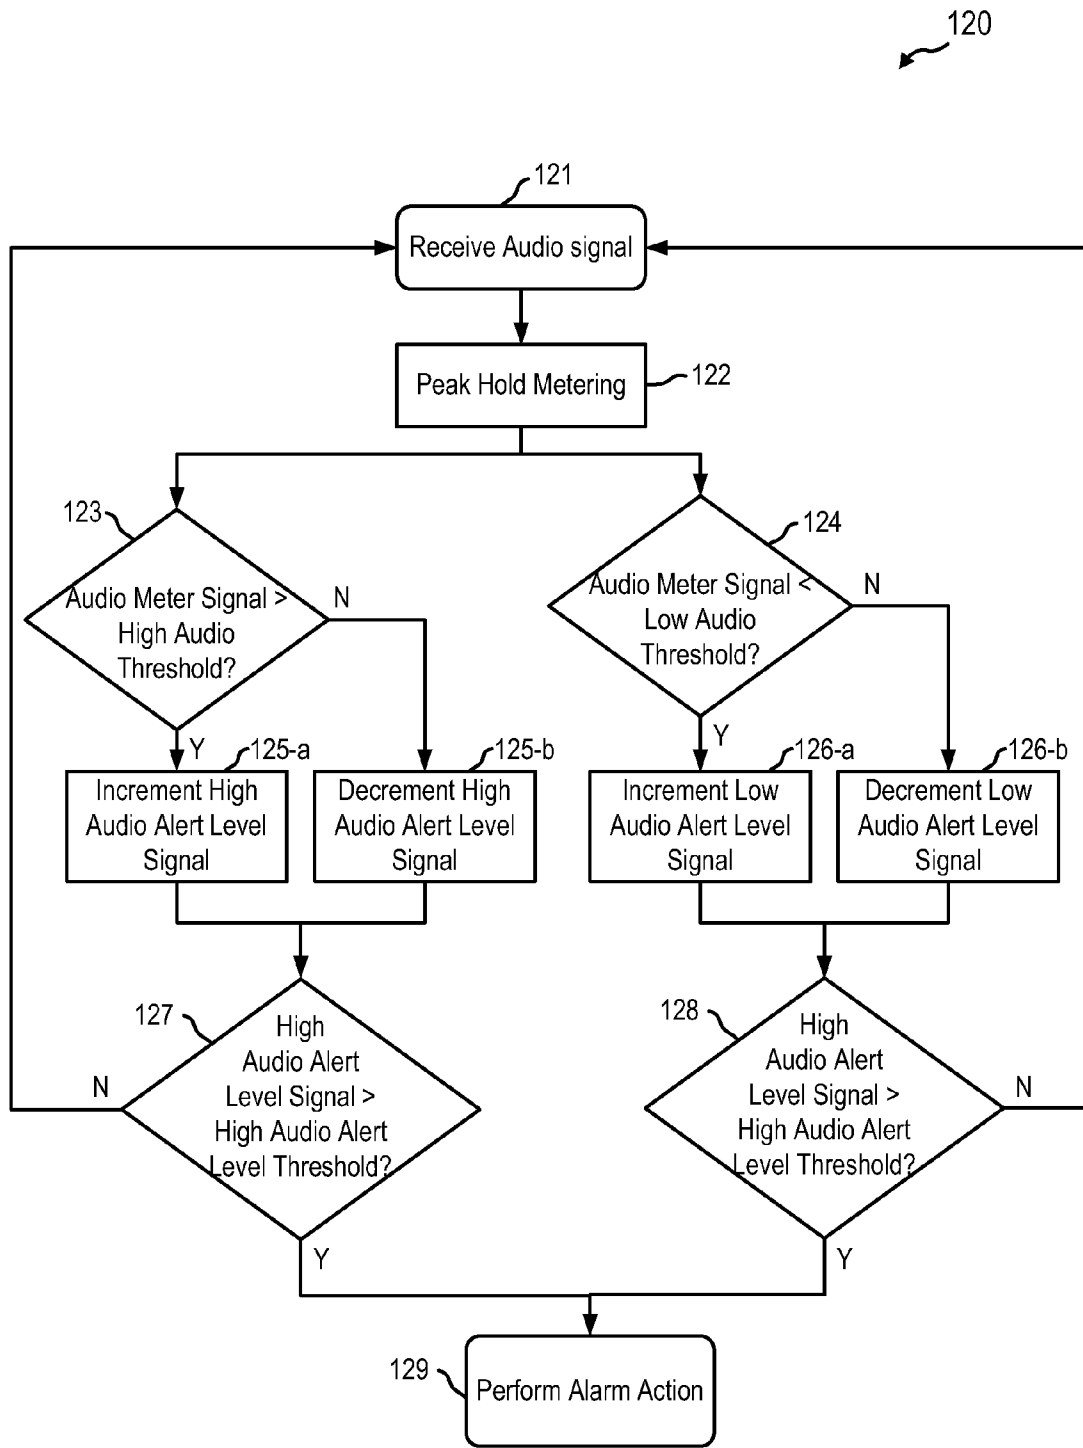 120
121
Receive Audio signal
Peak Hold Metering
122
123
Audio Meter Signal >
High Audio
Threshold?
N
Y
124
Audio Meter Signal <
Low Audio
Threshold?
N
Y
125-a
Increment High
Audio Alert Level
Signal
125-b
Decrement High
Audio Alert Level
Signal
126-a
Increment Low
Audio Alert Level
Signal
126-b
Decrement Low
Audio Alert Level
Signal
127
High
Audio Alert
Level Signal >
High Audio Alert
Level Threshold?
N
Y
128
High
Audio Alert
Level Signal >
High Audio Alert
Level Threshold?
N
Y
129
Perform Alarm Action